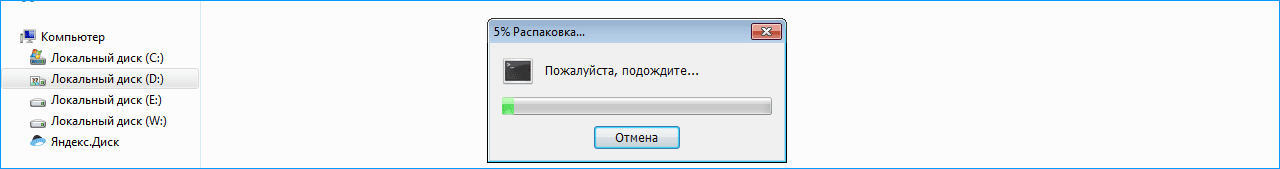 Компьютер
Локальный диск (C:)
Локальный диск (D:)
Локальный диск (E:)
Локальный диск (W:)
Яндекс.Диск
5% Распаковка...
Пожалуйста, подождите...
Отмена